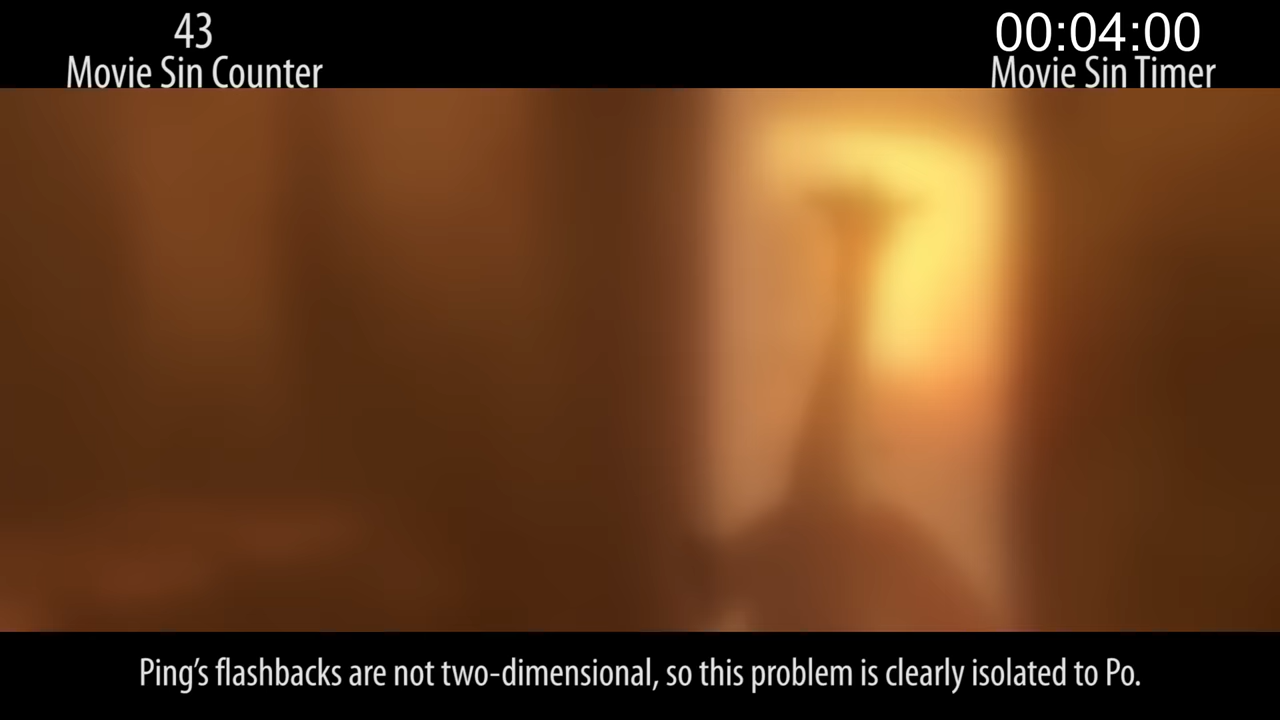 43
Movie Sin Counter
00:04:00
Movie Sin Timer
Ping’s flashbacks are not two-dimensional, so this problem is clearly isolated to Po.